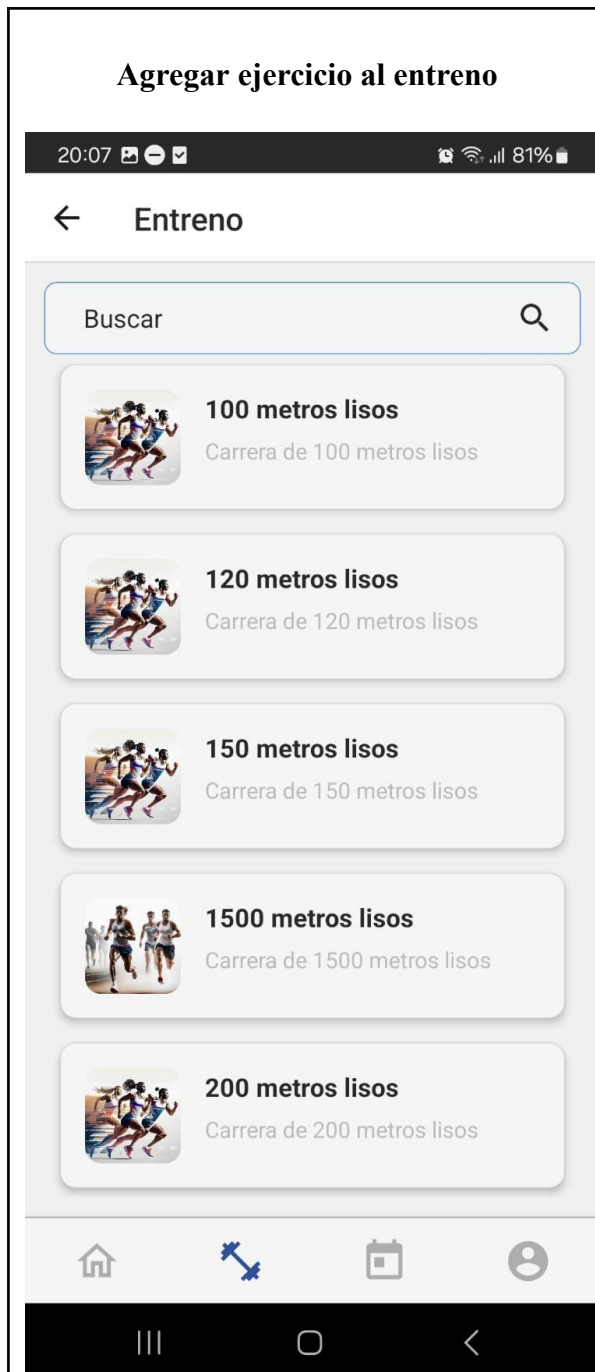 Agregar ejercicio al entreno
20:07 81%
Entreno
Buscar
100 metros lisos
Carrera de 100 metros lisos
120 metros lisos
Carrera de 120 metros lisos
150 metros lisos
Carrera de 150 metros lisos
1500 metros lisos
Carrera de 1500 metros lisos
200 metros lisos
Carrera de 200 metros lisos